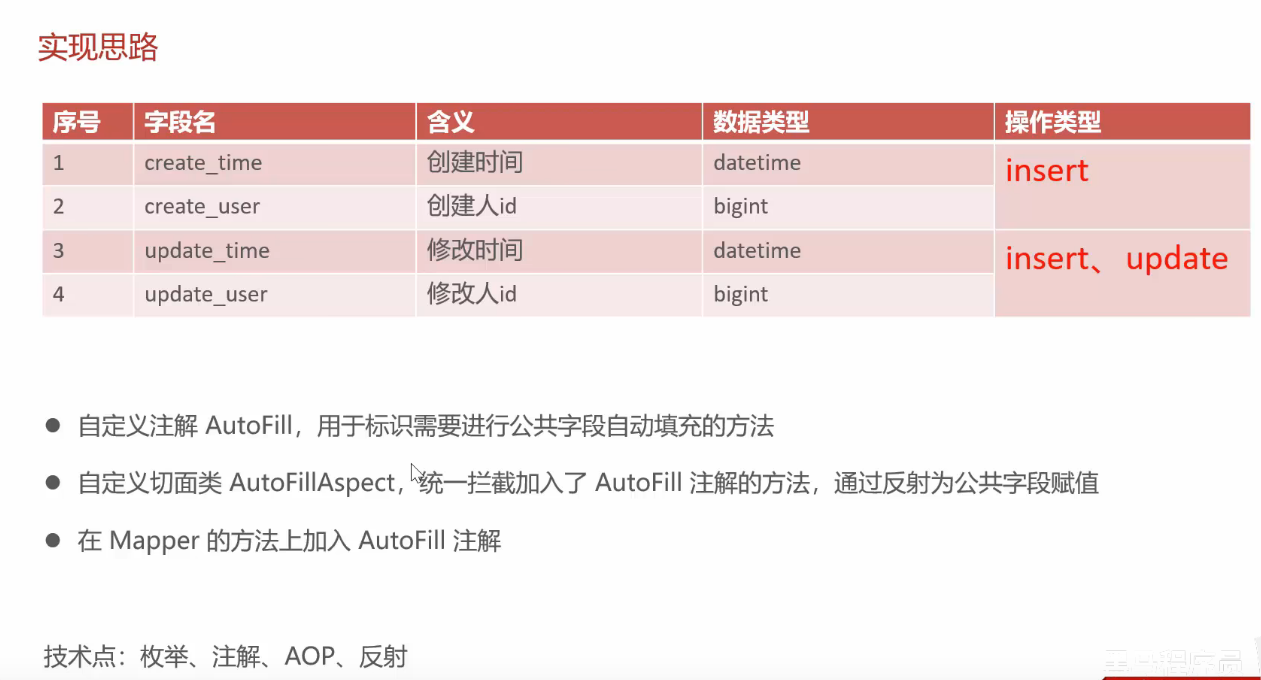 实现思路
序号 字段名 含义 数据类型 操作类型
1 create_time 创建时间 datetime insert
2 create_user 创建人id bigint
3 update_time 修改时间 datetime insert、update
4 update_user 修改人id bigint
● 自定义注解 AutoFill，用于标识需要进行公共字段自动填充的方法
● 自定义切面类 AutoFillAspect，统一拦截加入了 AutoFill 注解的方法，通过反射为公共字段赋值
● 在 Mapper 的方法上加入 AutoFill 注解
技术点：枚举、注解、AOP、反射